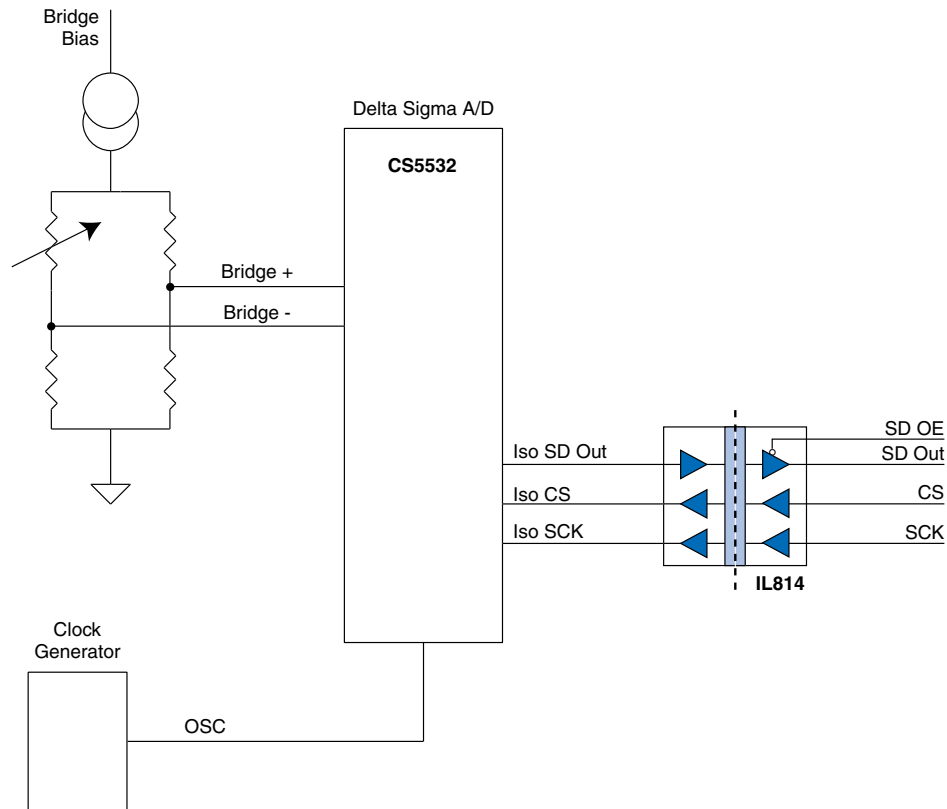 Bridge
Bias
Delta Sigma A/D
CS5532
Bridge +
Bridge -
Iso SD Out
Iso CS
Iso SCK
SD OE
SD Out
CS
SCK
IL814
Clock
Generator
OSC